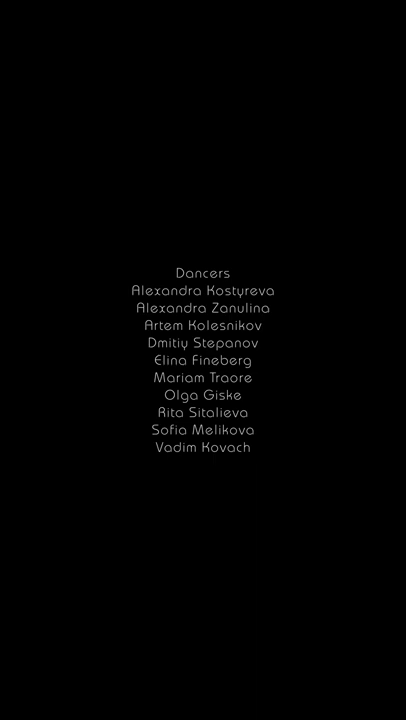 Dancers
Alexandra Kostyreva
Alexandra Zanulina
Artem Kolesnikov
Dmitiy Stepanov
Elina Fineberg
Mariam Traore
Olga Giske
Rita Sitalieva
Sofia Melikova
Vadim Kovach